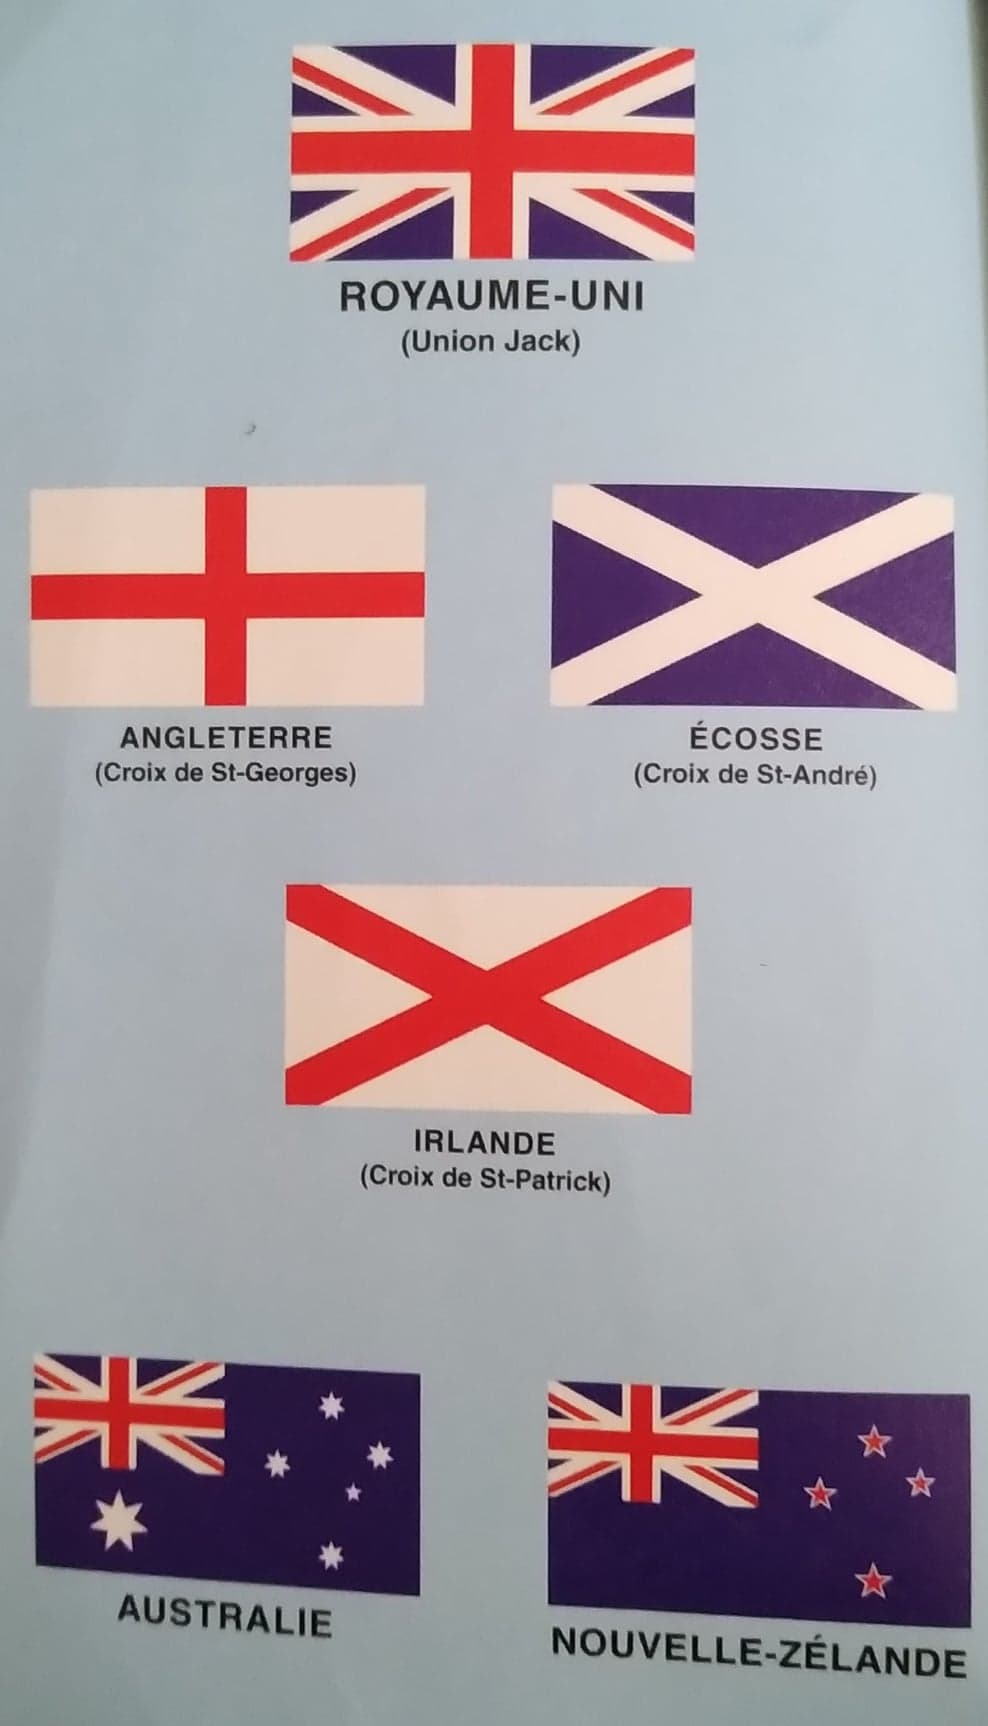 ROYAUME-UNI
(Union Jack)
ANGLETERRE
(Croix de St-Georges)
ÉCOSSE
(Croix de St-André)
IRLANDE
(Croix de St-Patrick)
AUSTRALIE
NOUVELLE-ZÉLANDE